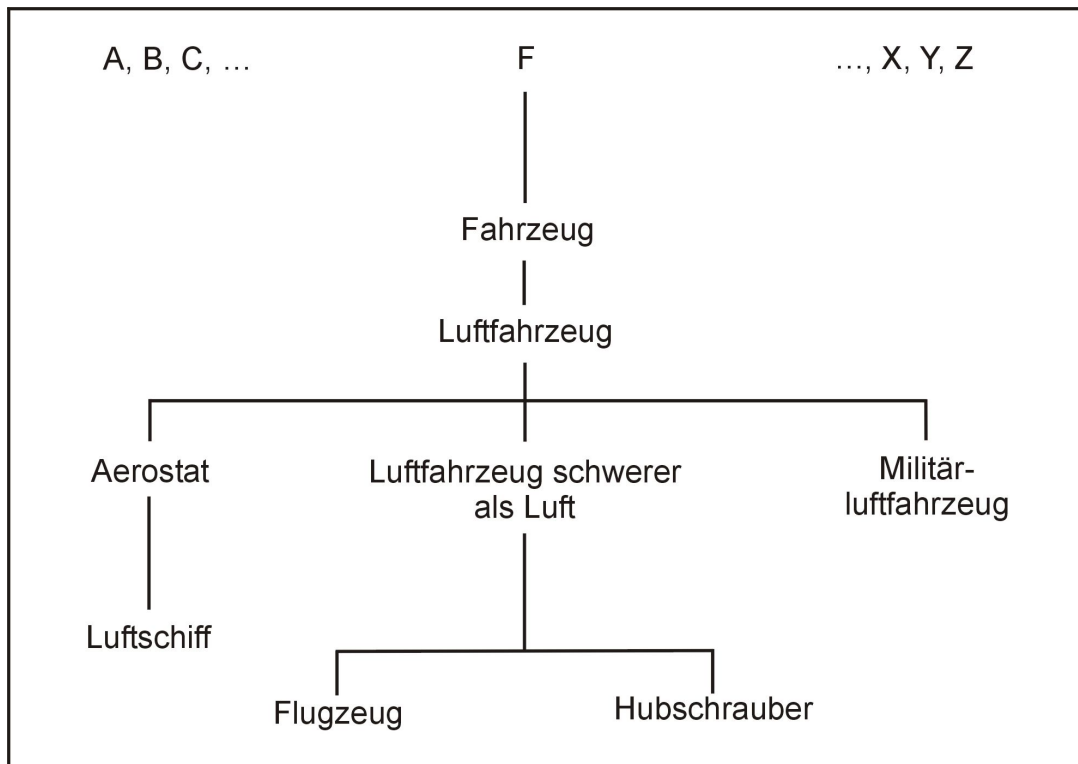 A, B, C, …
F
…, X, Y, Z
Fahrzeug
Luftfahrzeug
Aerostat
Luftfahrzeug schwerer
als Luft
Militär-
luftfahrzeug
Luftschiff
Flugzeug
Hubschrauber